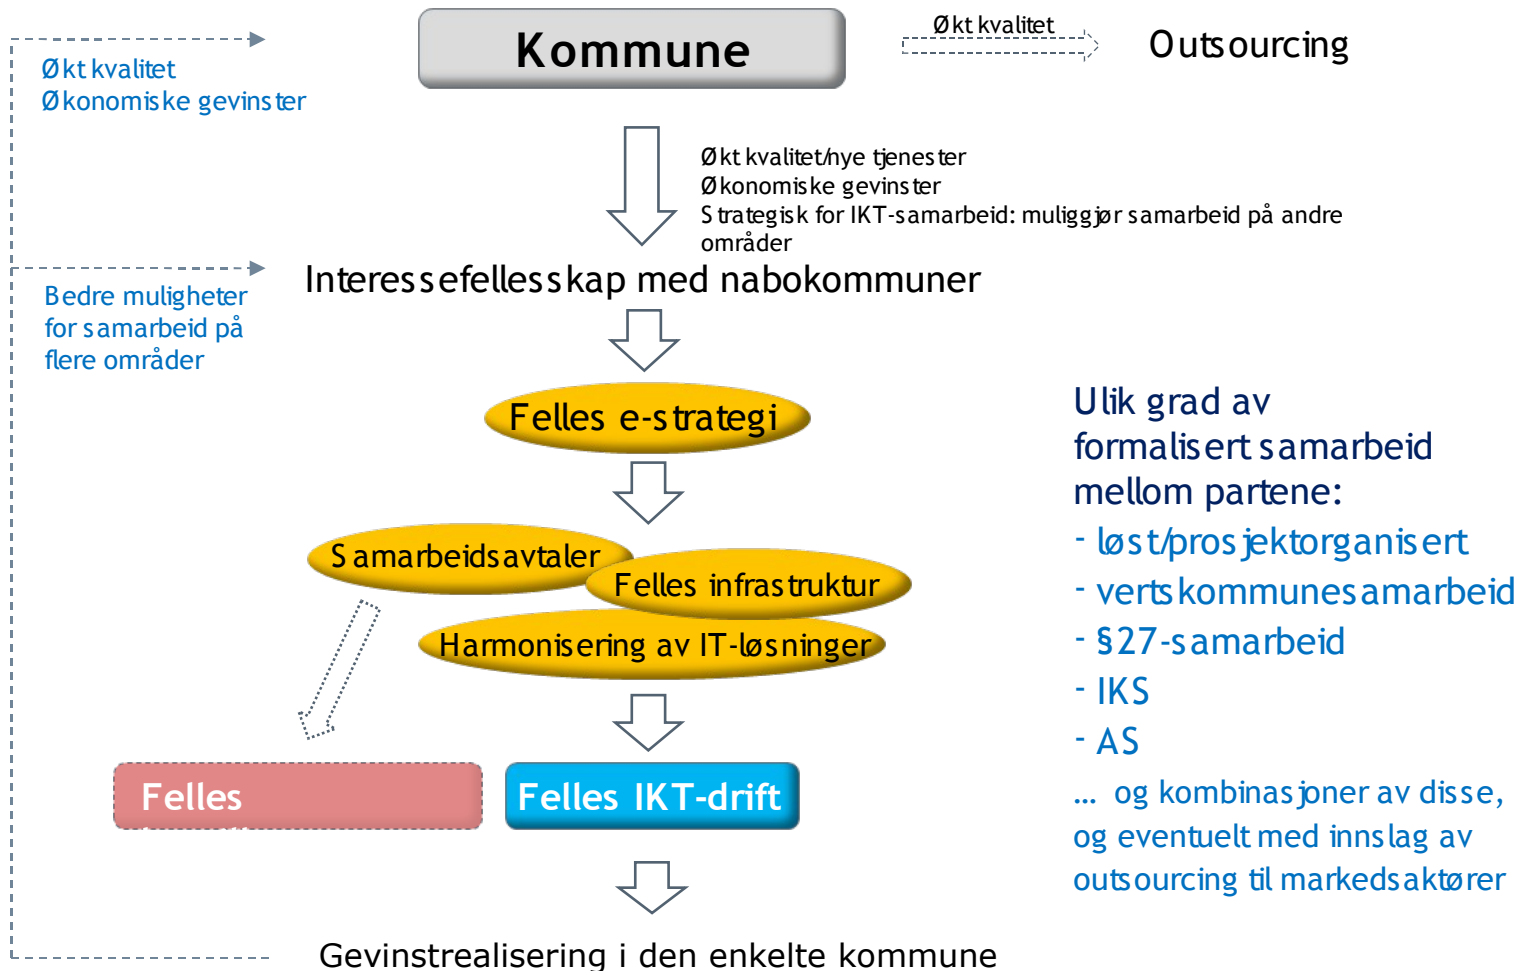 Kommune
Økt kvalitet
Outsourcing
Økt kvalitet
Økonomiske gevinster
Økt kvalitet/nye tjenester
Økonomiske gevinster
Strategisk for IKT-samarbeid: muliggjør samarbeid på andre
områder
Interessefellesskap med nabokommuner
Bedre muligheter
for samarbeid på
flere områder
Felles e-strategi
Samarbeidsavtaler
Felles infrastruktur
Harmonisering av IT-løsninger
Felles
Felles IKT-drift
Gevinstrealisering i den enkelte kommune
Ulik grad av
formalisert samarbeid
mellom partene:
- løst/prosjektorganisert
- vertskommunesamarbeid
- §27-samarbeid
- IKS
- AS
... og kombinasjoner av disse,
og eventuelt med innslag av
outsourcing til markedsaktører